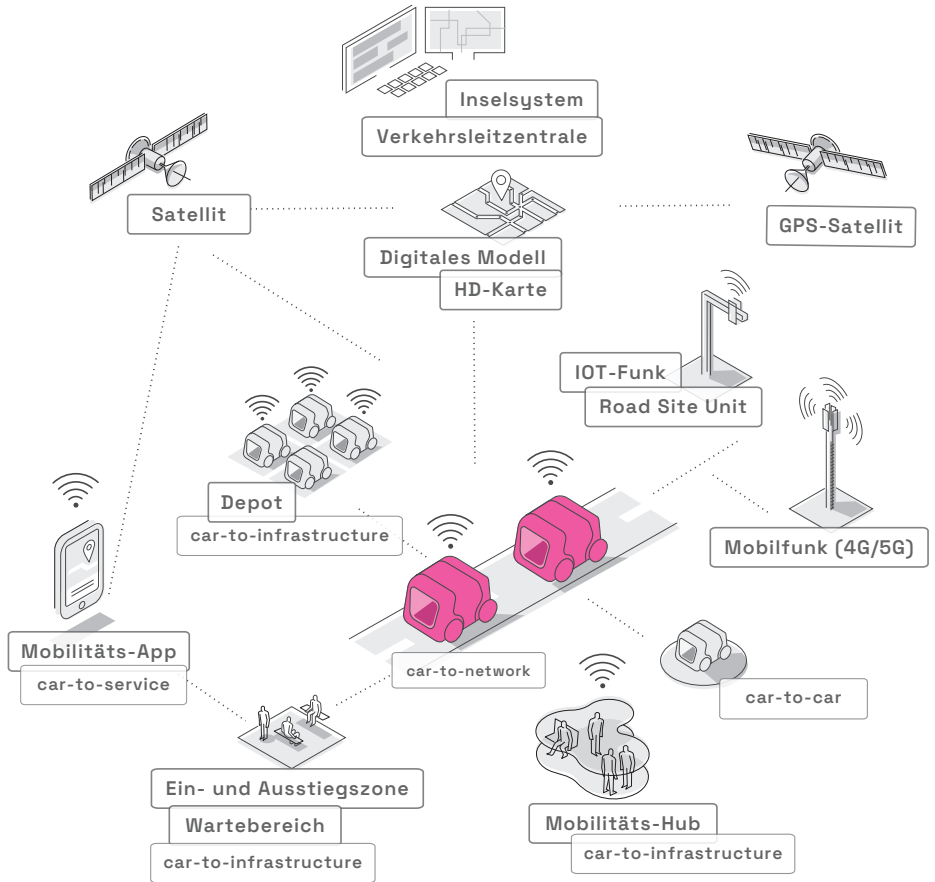 Inselsystem
Verkehrsleitzentrale
Satellit
GPS-Satellit
Digitales Modell
HD-Karte
IOT-Funk
Road Site Unit
Depot
car-to-infrastructure
Mobilfunk (4G/5G)
Mobilitäts-App
car-to-service
car-to-network
car-to-car
Ein- und Ausstiegszone
Wartebereich
car-to-infrastructure
Mobilitäts-Hub
car-to-infrastructure